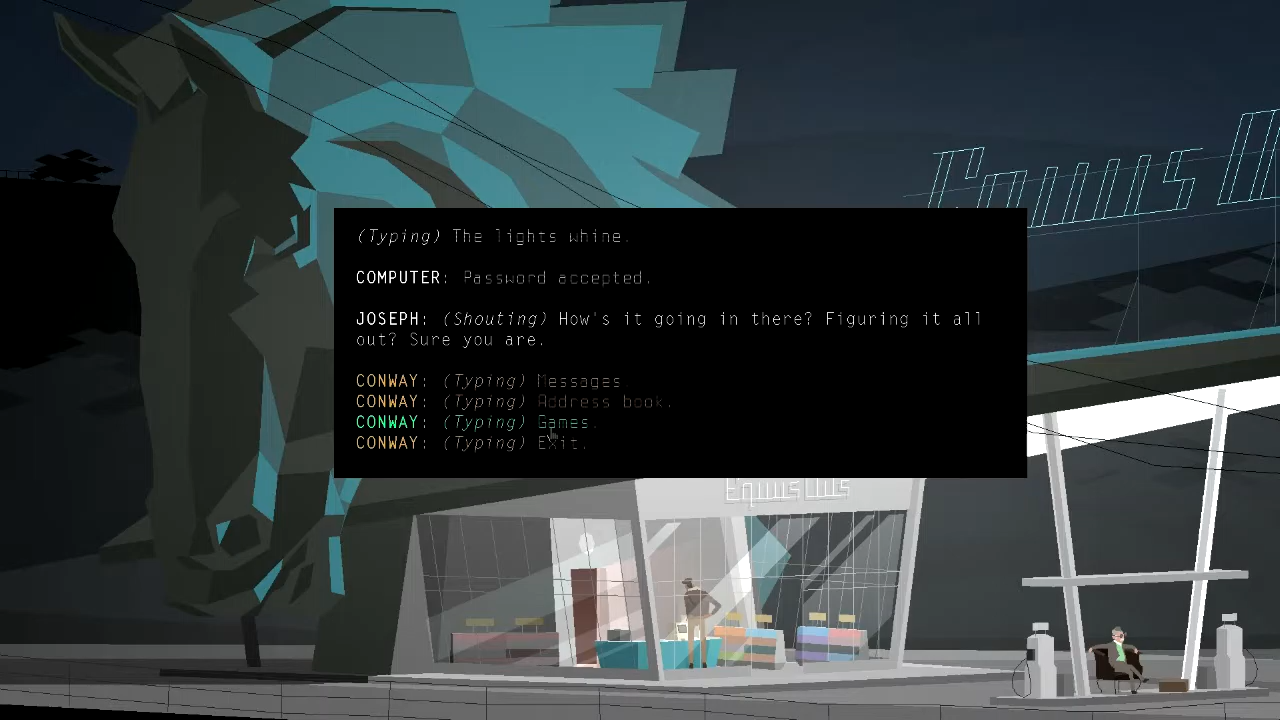 Equus Oils
(Typing) The lights whine.
COMPUTER: Password accepted.
JOSEPH: (Shouting) How's it going in there? Figuring it all
out? Sure you are.
CONWAY: (Typing) Messages.
CONWAY: (Typing) Address book.
CONWAY: (Typing) Games.
CONWAY: (Typing) Exit.